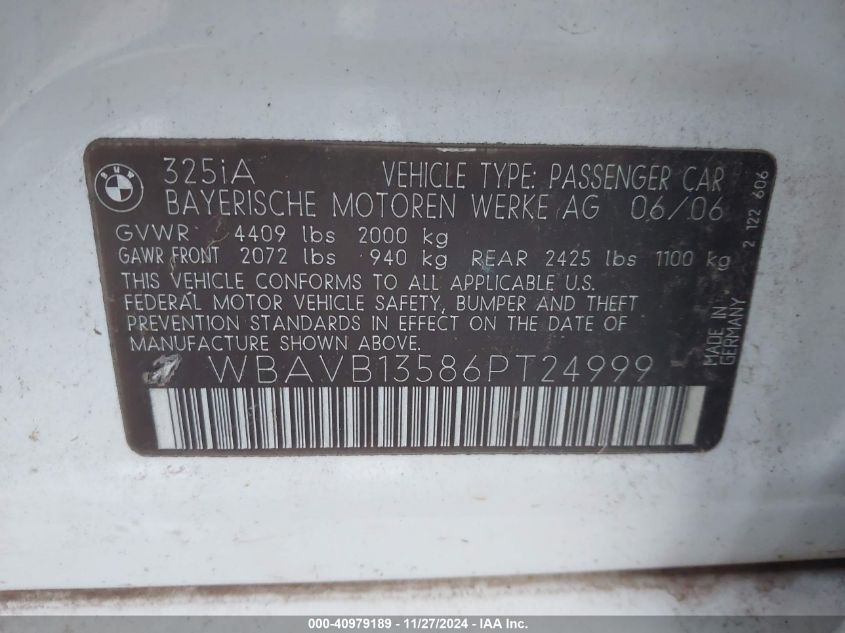 BMW
325iA VEHICLE TYPE: PASSENGER CAR
BAYERISCHE MOTOREN WERKE AG 06/06
GVWR 4409 lbs 2000 kg
GAWR FRONT 2072 lbs 940 kg REAR 2425 lbs 1100 kg
THIS VEHICLE CONFORMS TO ALL APPLICABLE U.S.
FEDERAL MOTOR VEHICLE SAFETY, BUMPER AND THEFT
PREVENTION STANDARDS IN EFFECT ON THE DATE OF
MANUFACTURE SHOWN ABOVE.
WBAVB13586PT24999
MADE IN
GERMANY
2 122 606
000-40979189 - 11/27/2024 - IAA Inc.